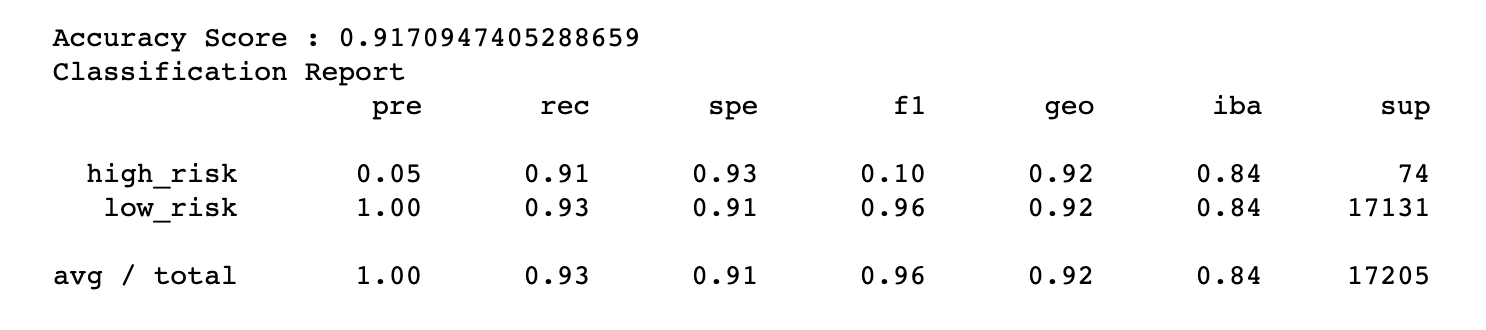 Accuracy Score : 0.9170947405288659
Classification Report
pre rec spe f1 geo iba sup
high_risk 0.05 0.91 0.93 0.10 0.92 0.84 74
low_risk 1.00 0.93 0.91 0.96 0.92 0.84 17131
avg / total 1.00 0.93 0.91 0.96 0.92 0.84 17205